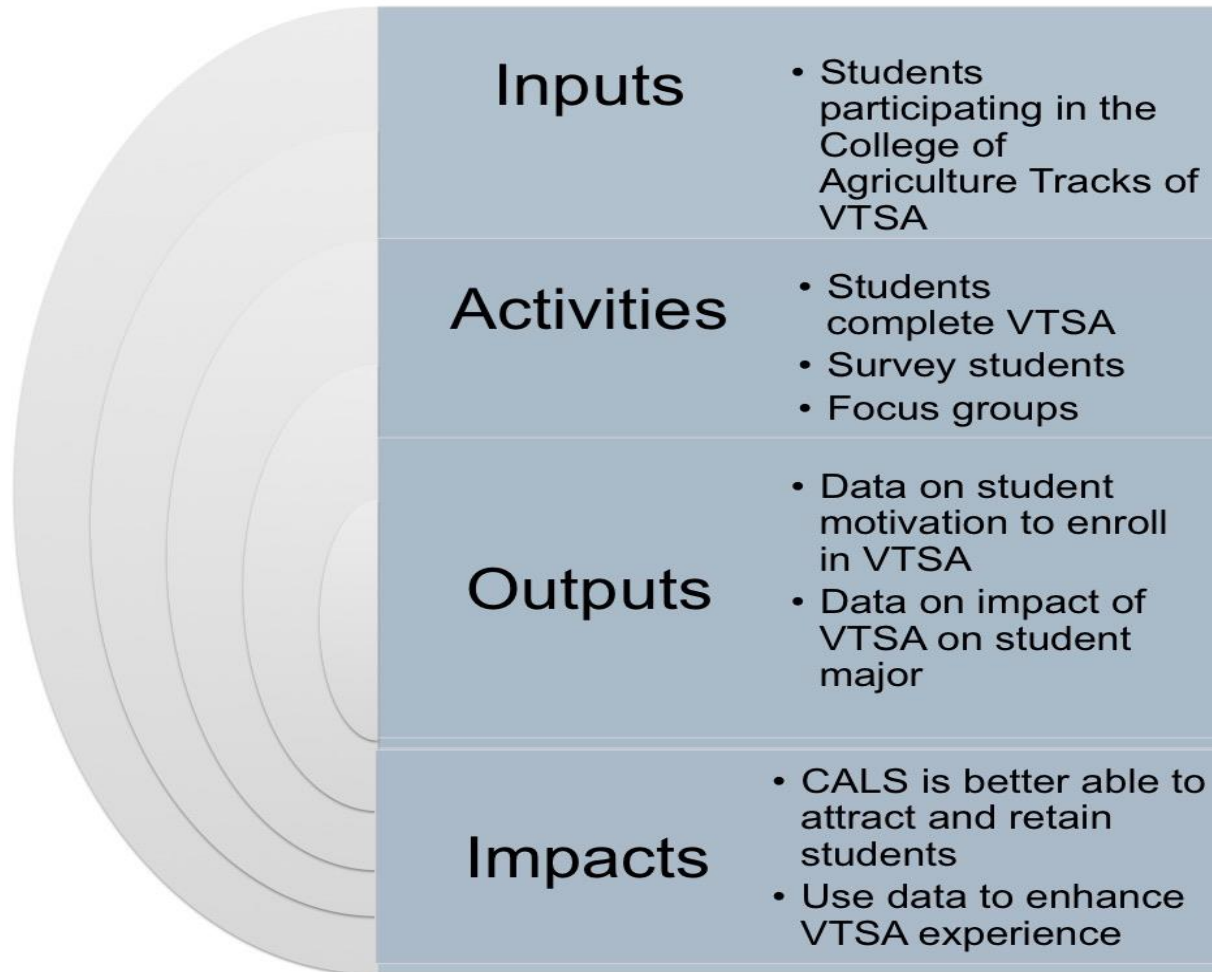 Inputs
• Students
participating in the
College of
Agriculture Tracks of
VTSA
Activities
• Students
complete VTSA
• Survey students
• Focus groups
Outputs
• Data on student
motivation to enroll
in VTSA
• Data on impact of
VTSA on student
major
Impacts
• CALS is better able to
attract and retain
students
• Use data to enhance
VTSA experience